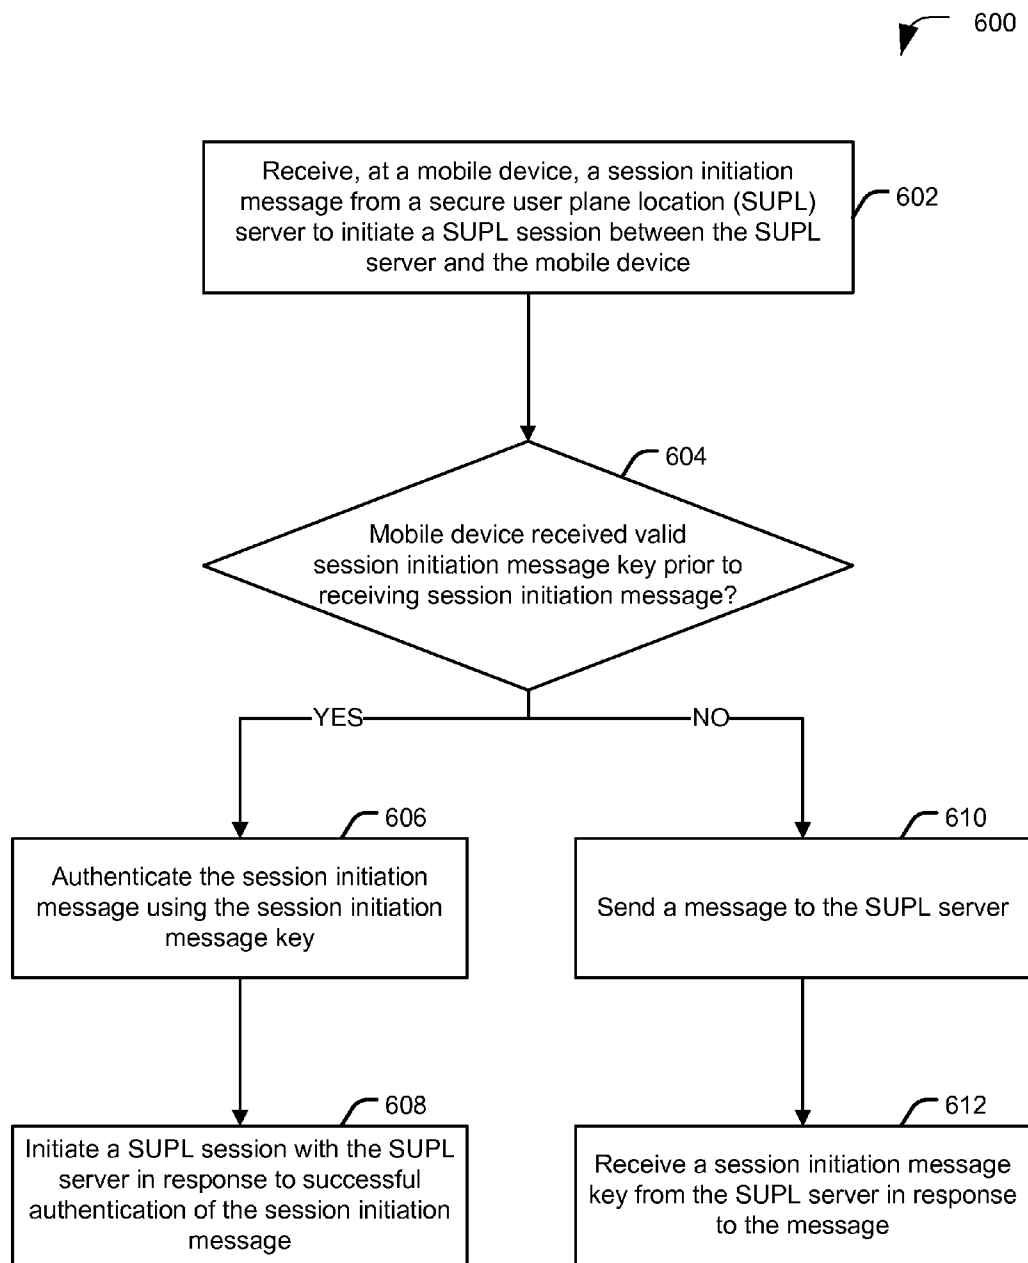 600
Receive, at a mobile device, a session initiation
message from a secure user plane location (SUPL)
server to initiate a SUPL session between the SUPL
server and the mobile device
602
604
Mobile device received valid
session initiation message key prior to
receiving session initiation message?
YES
NO
606
Authenticate the session initiation
message using the session initiation
message key
610
Send a message to the SUPL server
608
Initiate a SUPL session with the SUPL
server in response to successful
authentication of the session initiation
message
612
Receive a session initiation message
key from the SUPL server in response
to the message